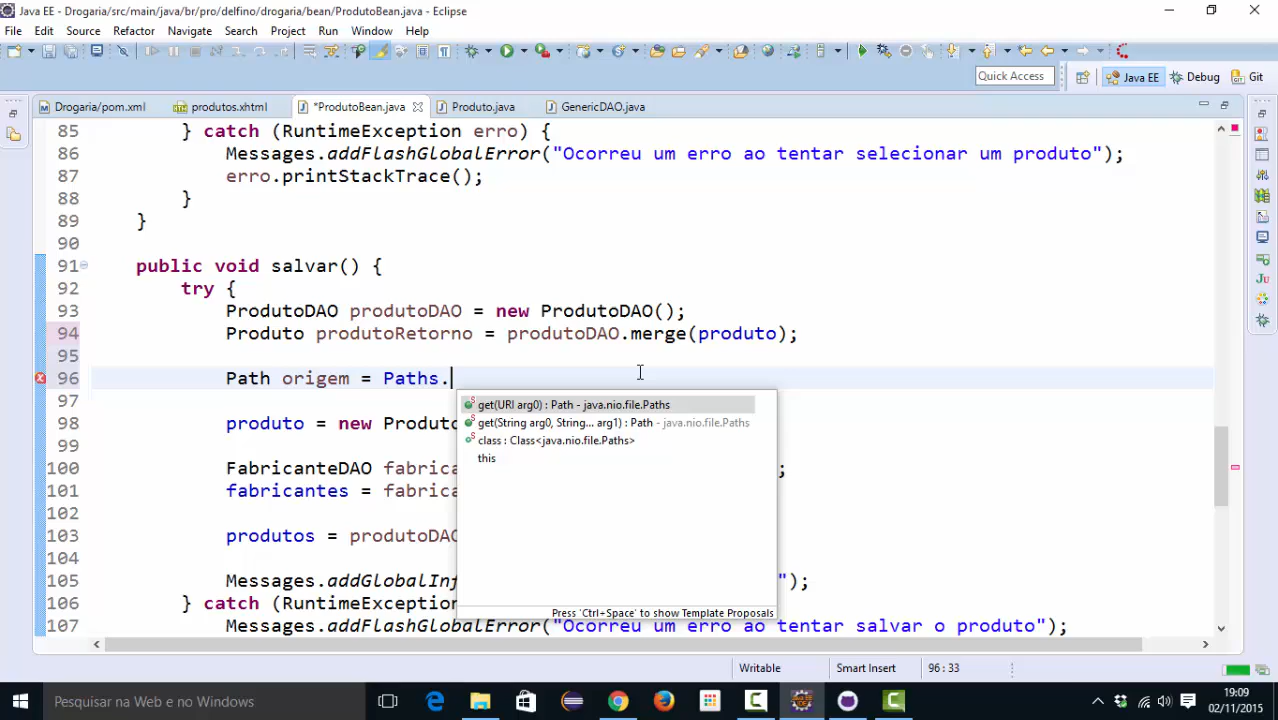 Java EE - Drogaria/src/main/java/br/pro/delfino/drogaria/bean/ProdutoBean.java - Eclipse
File Edit Source Refactor Navigate Search Project Run Window Help
Quick Access Java EE Debug Git
Drogaria/pom.xml produtos.xhtml *ProdutoBean.java Produto.java GenericDAO.java
85 } catch (RuntimeException erro) {
86 Messages.addFlashGlobalError("Ocorreu um erro ao tentar selecionar um produto");
87 erro.printStackTrace();
88 }
89 }
90
91 public void salvar() {
92 try {
93 ProdutoDAO produtoDAO = new ProdutoDAO();
94 Produto produtoRetorno = produtoDAO.merge(produto);
95
96 Path origem = Paths.
97
98 produto = new Produto
99
100 FabricanteDAO fabrica ;
101 fabricantes = fabrica
102
103 produtos = produtoDAO
104
105 Messages.addGlobalInf ");
106 } catch (RuntimeException
107 Messages.addFlashGlobalError("Ocorreu um erro ao tentar salvar o produto");
get(URI arg0) : Path - java.nio.file.Paths
get(String arg0, String... arg1) : Path - java.nio.file.Paths
class : Class<java.nio.file.Paths>
this
Press 'Ctrl+Space' to show Template Proposals
Writable Smart Insert 96 : 33
Pesquisar na Web e no Windows
19:09
02/11/2015